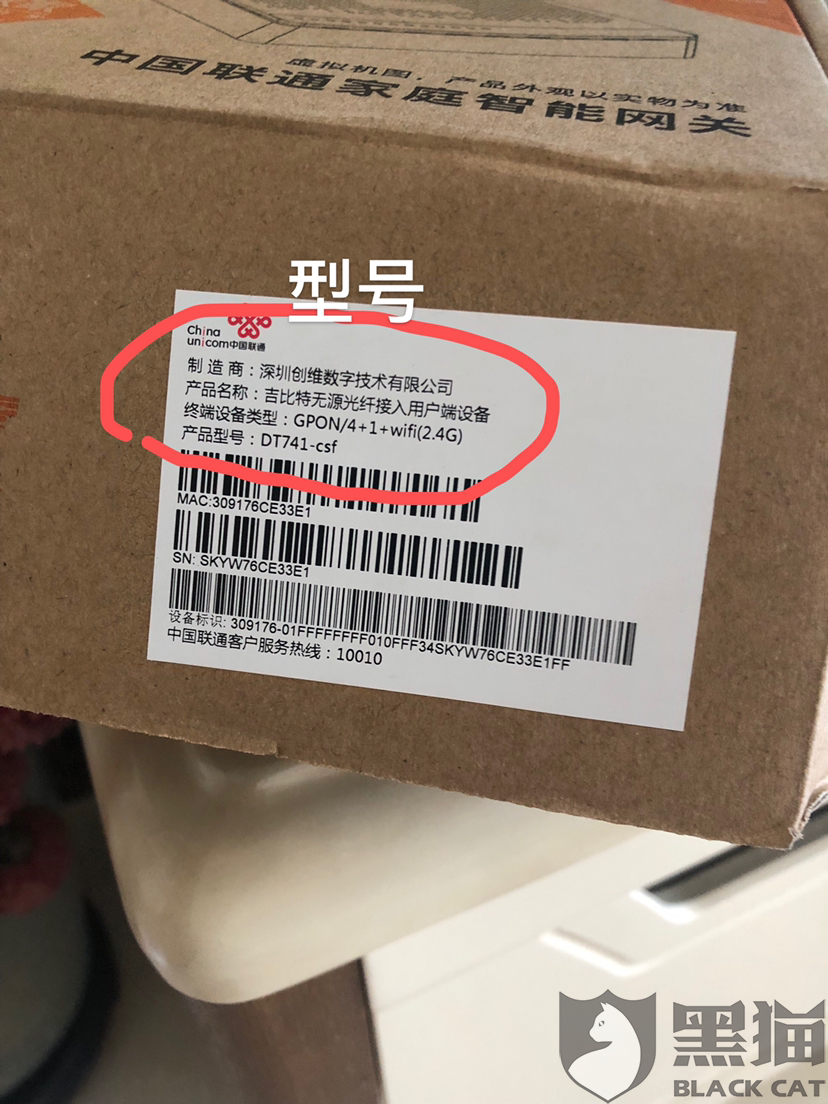 虚拟机图，产品外观以实物为准
中国联通家庭智能网关
型号
China
unicom中国联通
制造商：深圳创维数字技术有限公司
产品名称：吉比特无源光纤接入用户端设备
终端设备类型：GPON/4+1+wifi(2.4G)
产品型号：DT741-csf
MAC:309176CE33E1
SN: SKYW76CE33E1
设备标识: 309176-01FFFFFFFF010FFF34SKYW76CE33E1FF
中国联通客户服务热线：10010
黑猫
BLACK CAT